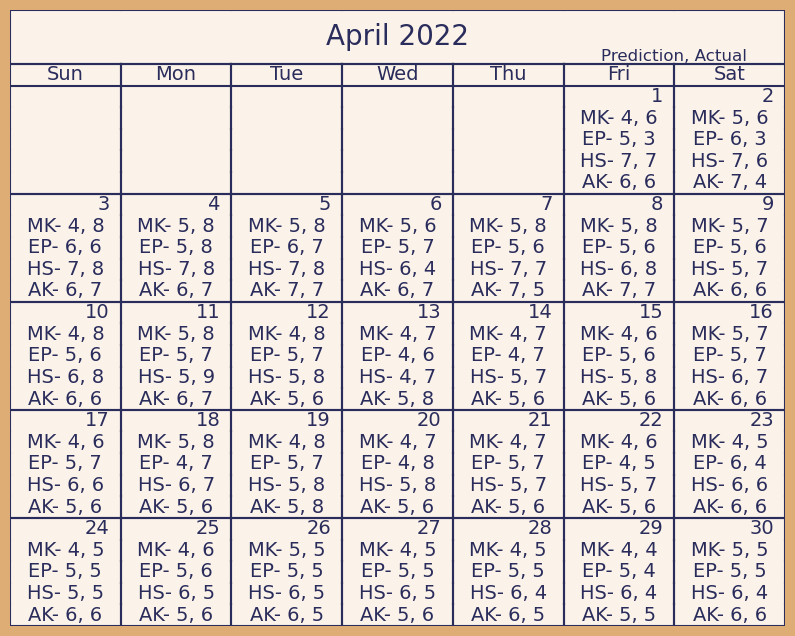 April 2022
Prediction, Actual
Sun Mon Tue Wed Thu Fri Sat
1 2
MK- 4, 6 MK- 5, 6
EP- 5, 3 EP- 6, 3
HS- 7, 7 HS- 7, 6
AK- 6, 6 AK- 7, 4
3 4 5 6 7 8 9
MK- 4, 8 MK- 5, 8 MK- 5, 8 MK- 5, 6 MK- 5, 8 MK- 5, 8 MK- 5, 7
EP- 6, 6 EP- 5, 8 EP- 6, 7 EP- 5, 7 EP- 5, 6 EP- 5, 6 EP- 5, 6
HS- 7, 8 HS- 7, 8 HS- 7, 8 HS- 6, 4 HS- 7, 7 HS- 6, 8 HS- 5, 7
AK- 6, 7 AK- 6, 7 AK- 7, 7 AK- 6, 7 AK- 7, 5 AK- 7, 7 AK- 6, 6
10 11 12 13 14 15 16
MK- 4, 8 MK- 5, 8 MK- 4, 8 MK- 4, 7 MK- 4, 7 MK- 4, 6 MK- 5, 7
EP- 5, 6 EP- 5, 7 EP- 5, 7 EP- 4, 6 EP- 4, 7 EP- 5, 6 EP- 5, 7
HS- 6, 8 HS- 5, 9 HS- 5, 8 HS- 4, 7 HS- 5, 7 HS- 5, 8 HS- 6, 7
AK- 6, 6 AK- 6, 7 AK- 5, 6 AK- 5, 8 AK- 5, 6 AK- 5, 6 AK- 6, 6
17 18 19 20 21 22 23
MK- 4, 6 MK- 5, 8 MK- 4, 8 MK- 4, 7 MK- 4, 7 MK- 4, 6 MK- 4, 5
EP- 5, 7 EP- 4, 7 EP- 5, 7 EP- 4, 8 EP- 5, 7 EP- 4, 5 EP- 6, 4
HS- 6, 6 HS- 6, 7 HS- 5, 8 HS- 5, 8 HS- 5, 7 HS- 5, 7 HS- 6, 6
AK- 5, 6 AK- 5, 6 AK- 5, 8 AK- 5, 6 AK- 5, 6 AK- 5, 6 AK- 6, 6
24 25 26 27 28 29 30
MK- 4, 5 MK- 4, 6 MK- 5, 5 MK- 4, 5 MK- 4, 5 MK- 4, 4 MK- 5, 5
EP- 5, 5 EP- 5, 6 EP- 5, 5 EP- 5, 5 EP- 5, 5 EP- 5, 4 EP- 5, 5
HS- 5, 5 HS- 6, 5 HS- 6, 5 HS- 6, 5 HS- 6, 4 HS- 6, 4 HS- 6, 4
AK- 6, 6 AK- 5, 6 AK- 6, 5 AK- 5, 6 AK- 6, 5 AK- 5, 5 AK- 6, 6